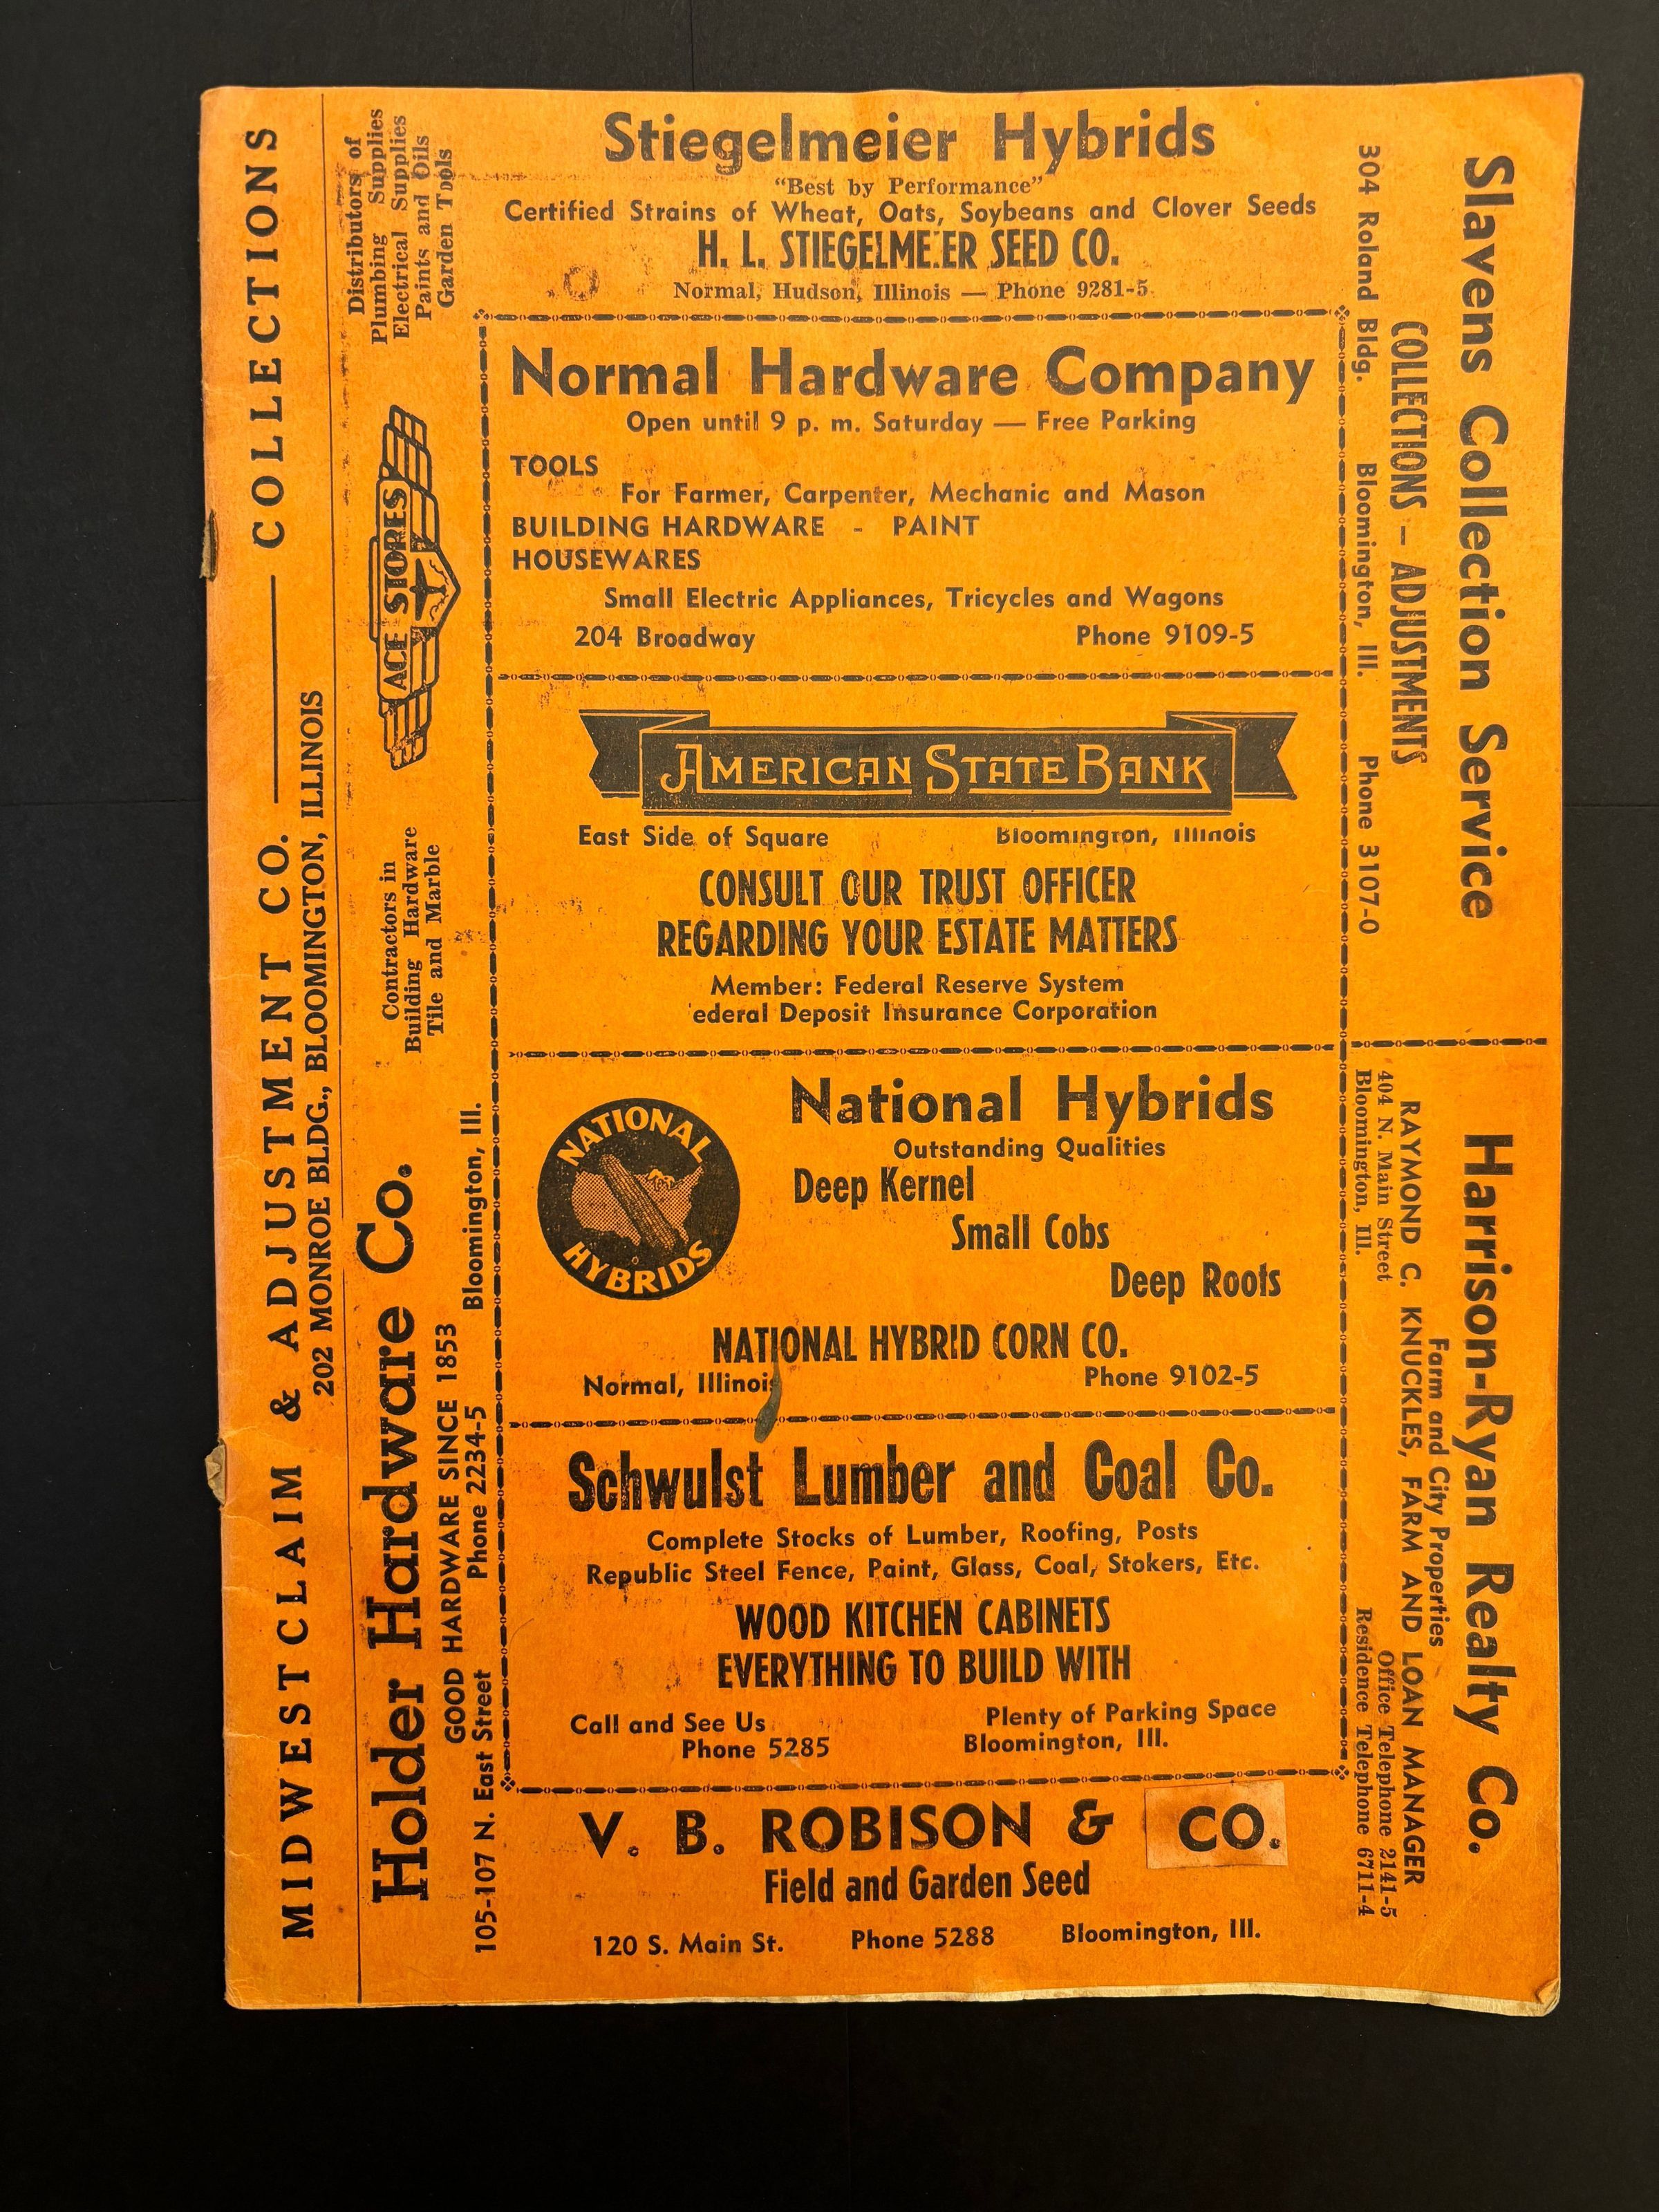 Stiegelmeier Hybrids
"Best by Performance"
Certified Strains of Wheat, Oats, Soybeans and Clover Seeds
H. L. STIEGELMEIER SEED CO.
Normal, Hudson, Illinois — Phone 9281-5
Normal Hardware Company
Open until 9 p. m. Saturday — Free Parking
TOOLS
For Farmer, Carpenter, Mechanic and Mason
BUILDING HARDWARE - PAINT
HOUSEWARES
Small Electric Appliances, Tricycles and Wagons
204 Broadway Phone 9109-5
AMERICAN STATE BANK
East Side of Square Bloomington, Illinois
CONSULT OUR TRUST OFFICER
REGARDING YOUR ESTATE MATTERS
Member: Federal Reserve System
ederal Deposit Insurance Corporation
NATIONAL
HYBRIDS
National Hybrids
Outstanding Qualities
Deep Kernel
Small Cobs
Deep Roots
NATIONAL HYBRID CORN CO.
Normal, Illinois Phone 9102-5
Schwulst Lumber and Coal Co.
Complete Stocks of Lumber, Roofing, Posts
Republic Steel Fence, Paint, Glass, Coal, Stokers, Etc.
WOOD KITCHEN CABINETS
EVERYTHING TO BUILD WITH
Call and See Us Plenty of Parking Space
Phone 5285 Bloomington, Ill.
V. B. ROBISON & CO.
Field and Garden Seed
120 S. Main St. Phone 5288 Bloomington, Ill.
MIDWEST CLAIM & ADJUSTMENT CO. — COLLECTIONS
202 MONROE BLDG., BLOOMINGTON, ILLINOIS
Holder Hardware Co.
GOOD HARDWARE SINCE 1853
105-107 N. East Street Phone 2234-5 Bloomington, Ill.
Contractors in
Building Hardware
Tile and Marble
ACE STORES
Distributors of
Plumbing Supplies
Electrical Supplies
Paints and Oils
Garden Tools
Slavens Collection Service
COLLECTIONS - ADJUSTMENTS
304 Roland Bldg. Bloomington, Ill. Phone 3107-0
Harrison-Ryan Realty Co.
Farm and City Properties
RAYMOND C. KNUCKLES, FARM AND LOAN MANAGER
404 N. Main Street Office Telephone 2141-5
Bloomington, Ill. Residence Telephone 6711-4